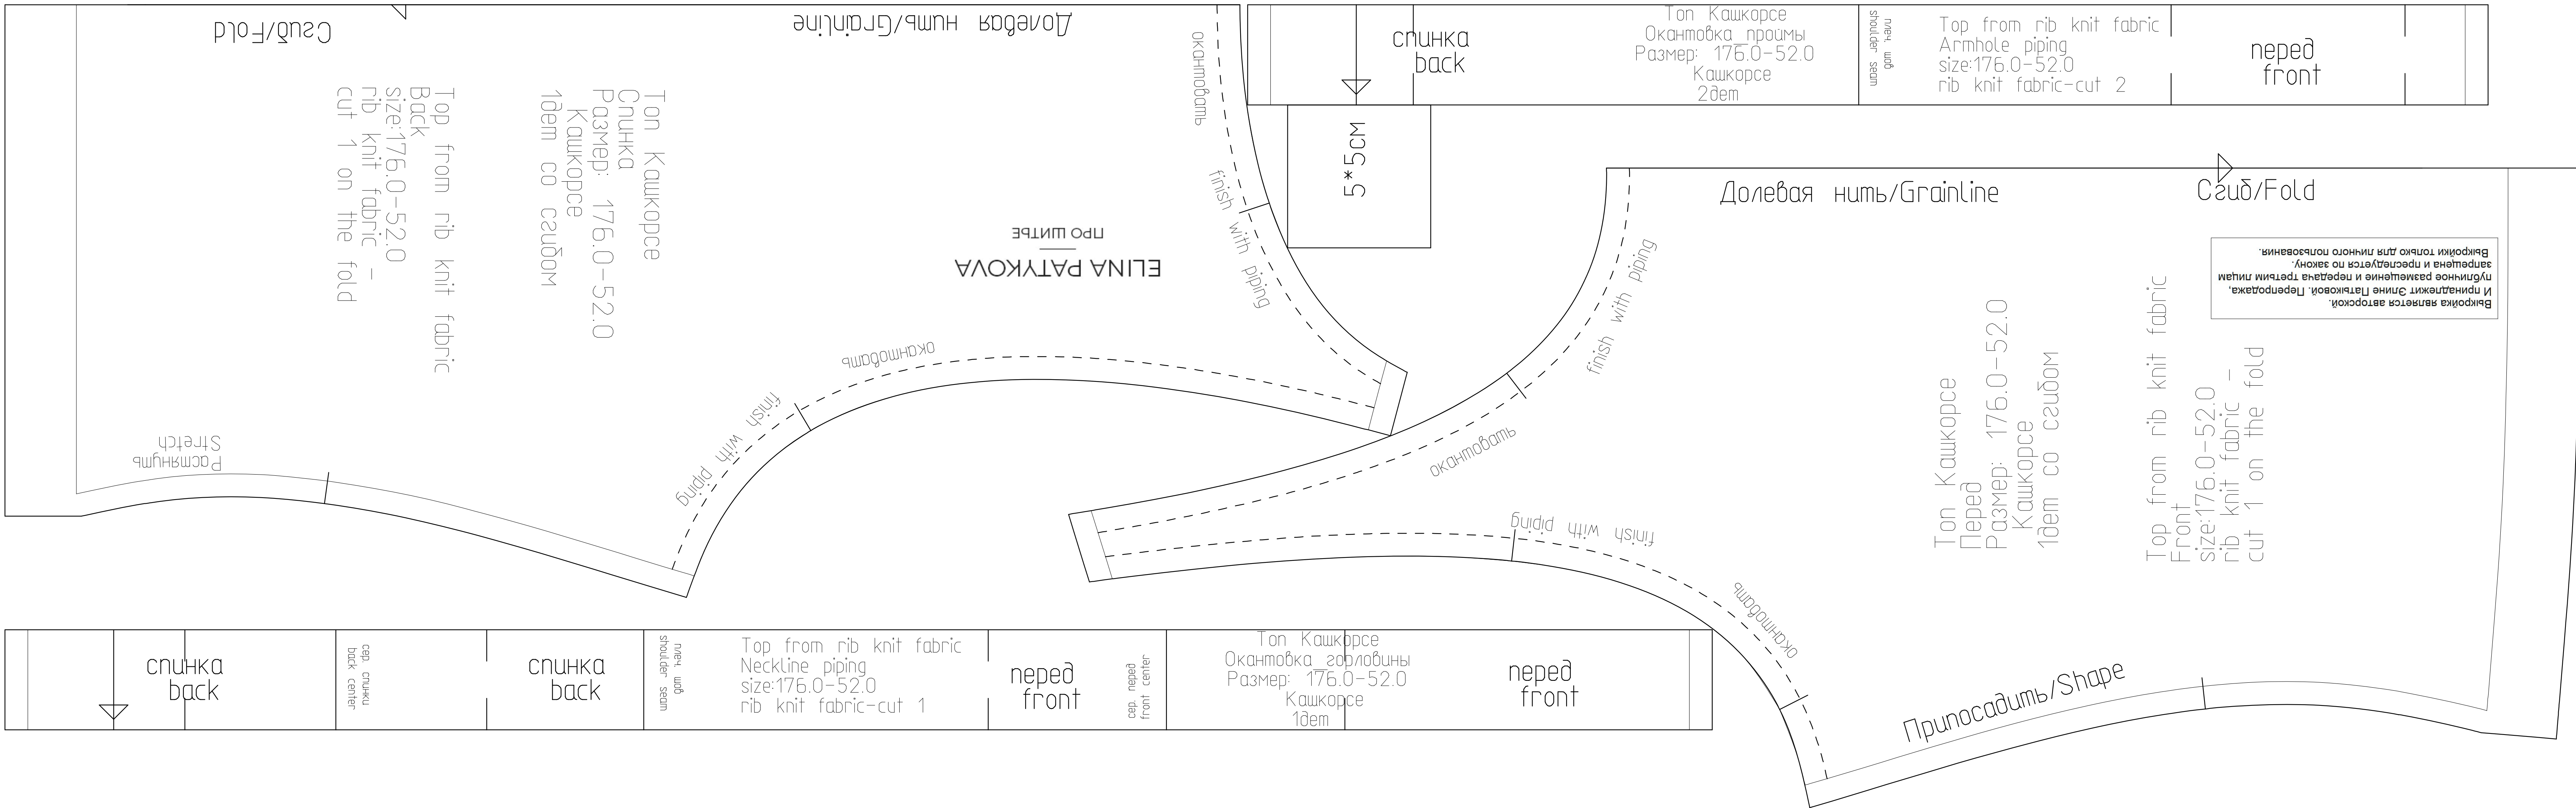 Сгиб/Fold
Долевая нить/Grainline
Top from rib knit fabric
Back
size:176.0-52.0
rib knit fabric -
cut 1 on the fold
Топ Кашкорсе
Спинка
Размер: 176.0-52.0
Кашкорсе
1дет со сгибом
ELINA PATYKOVA
ПРО ШИТЬЕ
окантовать
finish with piping
окантовать
finish with piping
Растянуть
Stretch
спинка
back
Топ Кашкорсе
Окантовка_проймы
Размер: 176.0-52.0
Кашкорсе
2дет
плеч. шов
shoulder seam
Top from rib knit fabric
Armhole piping
size:176.0-52.0
rib knit fabric-cut 2
перед
front
5*5см
Долевая нить/Grainline
Сгиб/Fold
Выкройка является авторской.
И принадлежит Элине Патыковой. Перепродажа,
публичное размещение и передача третьим лицам
запрещена и преследуется по закону.
Выкройки только для личного пользования.
finish with piping
окантовать
Топ Кашкорсе
Перед
Размер: 176.0-52.0
Кашкорсе
1дет со сгибом
Top from rib knit fabric
Front
size:176.0-52.0
rib knit fabric -
cut 1 on the fold
finish with piping
окантовать
Припосадить/Shape
спинка
back
сер. спинки
back center
спинка
back
плеч. шов
shoulder seam
Top from rib knit fabric
Neckline piping
size:176.0-52.0
rib knit fabric-cut 1
перед
front
сер. перед
front center
Топ Кашкорсе
Окантовка_горловины
Размер: 176.0-52.0
Кашкорсе
1дет
перед
front